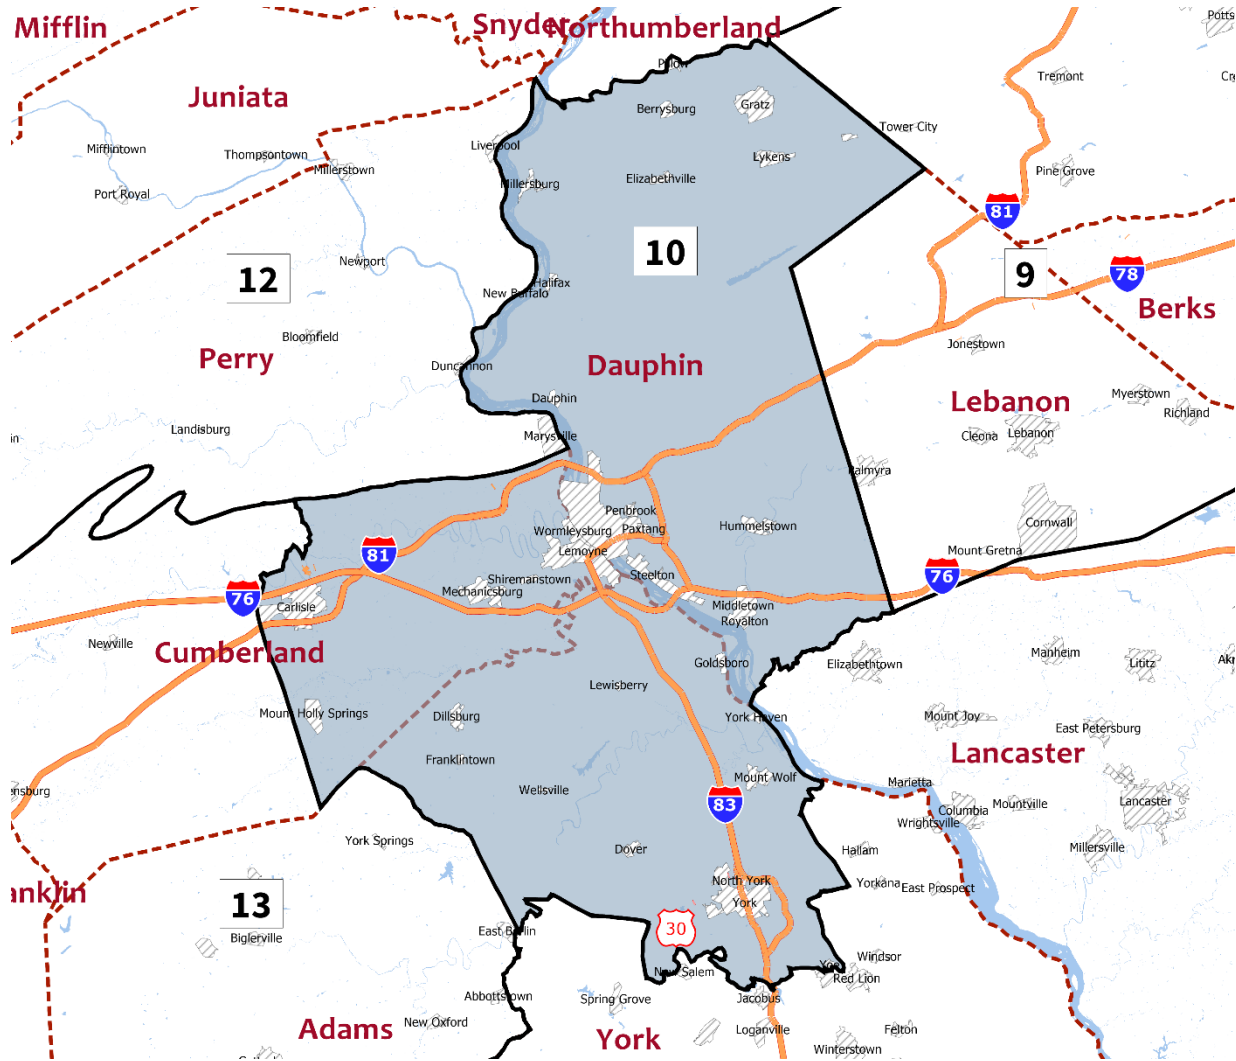 Mifflin
Snyder
Northumberland
Potts
Pillow
Tremont
Cre
Juniata
Berrysburg
Gratz
Tower City
Mifflintown
Thompsontown
Liverpool
Lykens
Millerstown
Pine Grove
Port Royal
Millersburg
Elizabethville
81
12
10
9
78
Newport
Halifax
New Buffalo
Berks
Bloomfield
Jonestown
Perry
Duncannon
Dauphin
Dauphin
Lebanon
Myerstown
Richland
Landisburg
Marysville
Cleona
Lebanon
in
Palmyra
Penbrook
Wormleysburg
Paxtang
Hummelstown
Cornwall
81
Lemoyne
Mount Gretna
76
Shiremanstown
Steelton
76
Mechanicsburg
Carlisle
Middletown
Royalton
Newville
Cumberland
Goldsboro
Elizabethtown
Manheim
Lititz
Akr
Lewisberry
Mount Holly Springs
Dillsburg
York Haven
Mount Joy
East Petersburg
Franklintown
Lancaster
Mount Wolf
Marietta
ensburg
Wellsville
83
Columbia
Mountville
Lancaster
Wrightsville
York Springs
Dover
Hallam
Millersville
anklin
North York
Yorkana
East Prospect
13
York
Biglerville
East Berlin
30
Windsor
New Salem
Yoe
Red Lion
Abbottstown
Spring Grove
Jacobus
Adams
New Oxford
York
Loganville
Felton
Winterstown